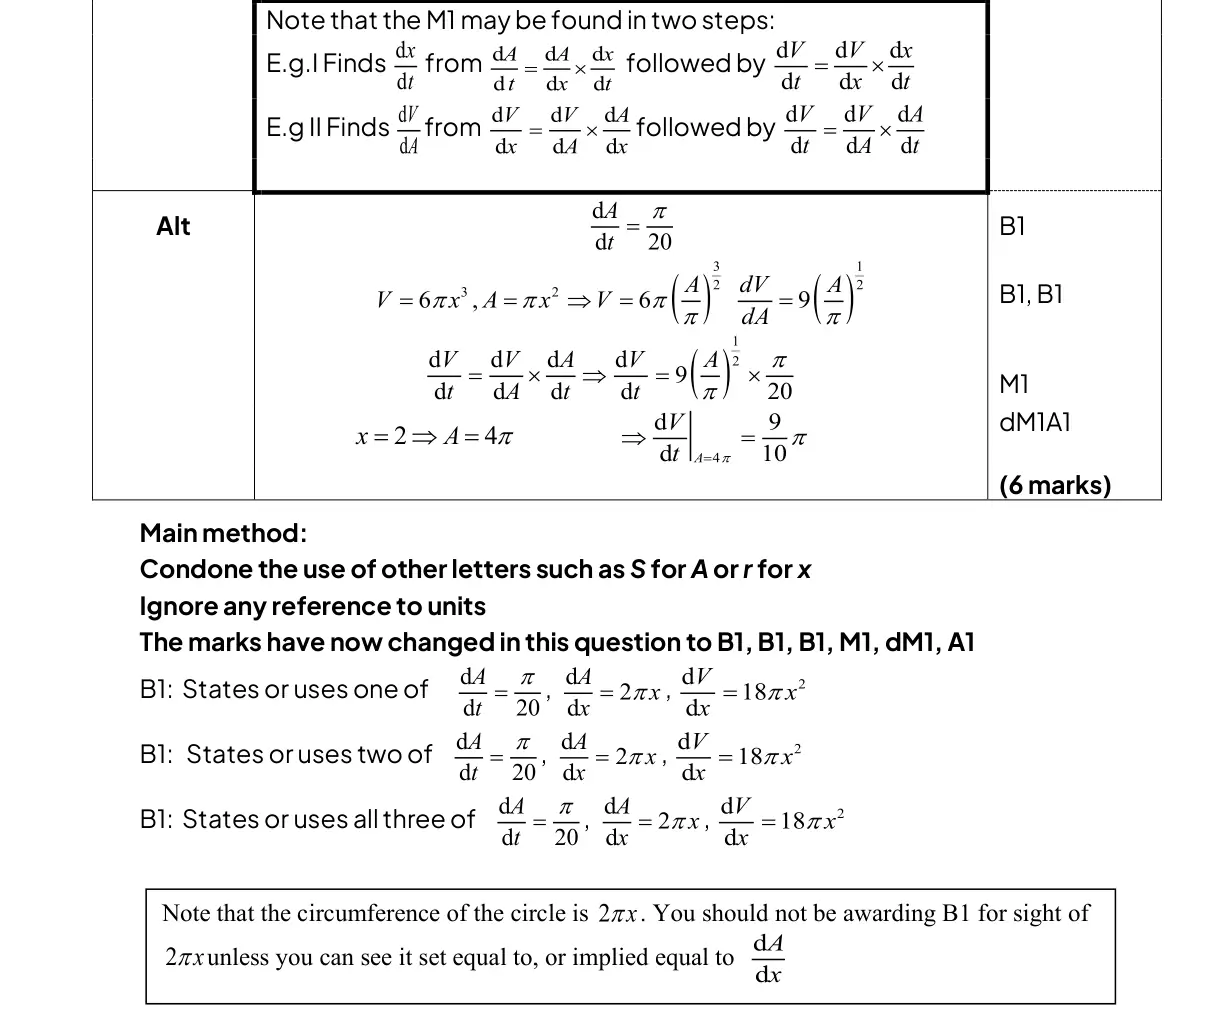 Note that the M1 may be found in two steps:
E.g.I Finds dx/dt from dA/dt = dA/dx × dx/dt followed by dV/dt = dV/dx × dx/dt
E.g II Finds dV/dA from dV/dx = dV/dA × dA/dx followed by dV/dt = dV/dA × dA/dt
Alt dA/dt = π/20 B1
V = 6πx³, A = πx² ⇒ V = 6π(A/π)^(3/2) dV/dA = 9(A/π)^(1/2) B1, B1
dV/dt = dV/dA × dA/dt ⇒ dV/dt = 9(A/π)^(1/2) × π/20 M1
x = 2 ⇒ A = 4π ⇒ dV/dt|A=4π = 9/10 π dM1A1
(6 marks)
Main method:
Condone the use of other letters such as S for A or r for x
Ignore any reference to units
The marks have now changed in this question to B1, B1, B1, M1, dM1, A1
B1: States or uses one of dA/dt = π/20, dA/dx = 2πx, dV/dx = 18πx²
B1: States or uses two of dA/dt = π/20, dA/dx = 2πx, dV/dx = 18πx²
B1: States or uses all three of dA/dt = π/20, dA/dx = 2πx, dV/dx = 18πx²
Note that the circumference of the circle is 2πx. You should not be awarding B1 for sight of
2πx unless you can see it set equal to, or implied equal to dA/dx